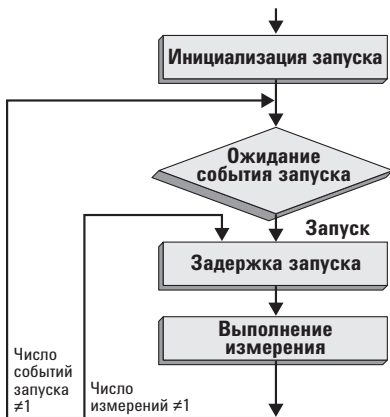 Инициализация запуска
Ожидание
события запуска
Запуск
Задержка запуска
Выполнение
измерения
Число
событий
запуска
≠1
Число
измерений ≠1